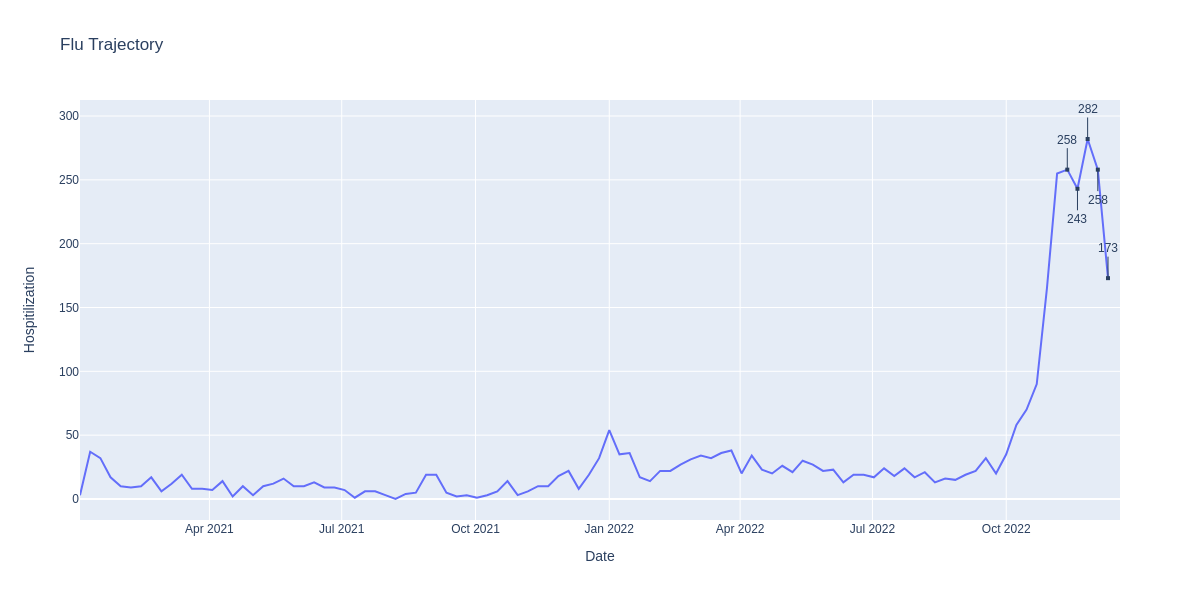 Flu Trajectory
300
250
200
150
100
50
0
Hospitilization
258
243
282
258
173
Apr 2021
Jul 2021
Oct 2021
Jan 2022
Apr 2022
Jul 2022
Oct 2022
Date